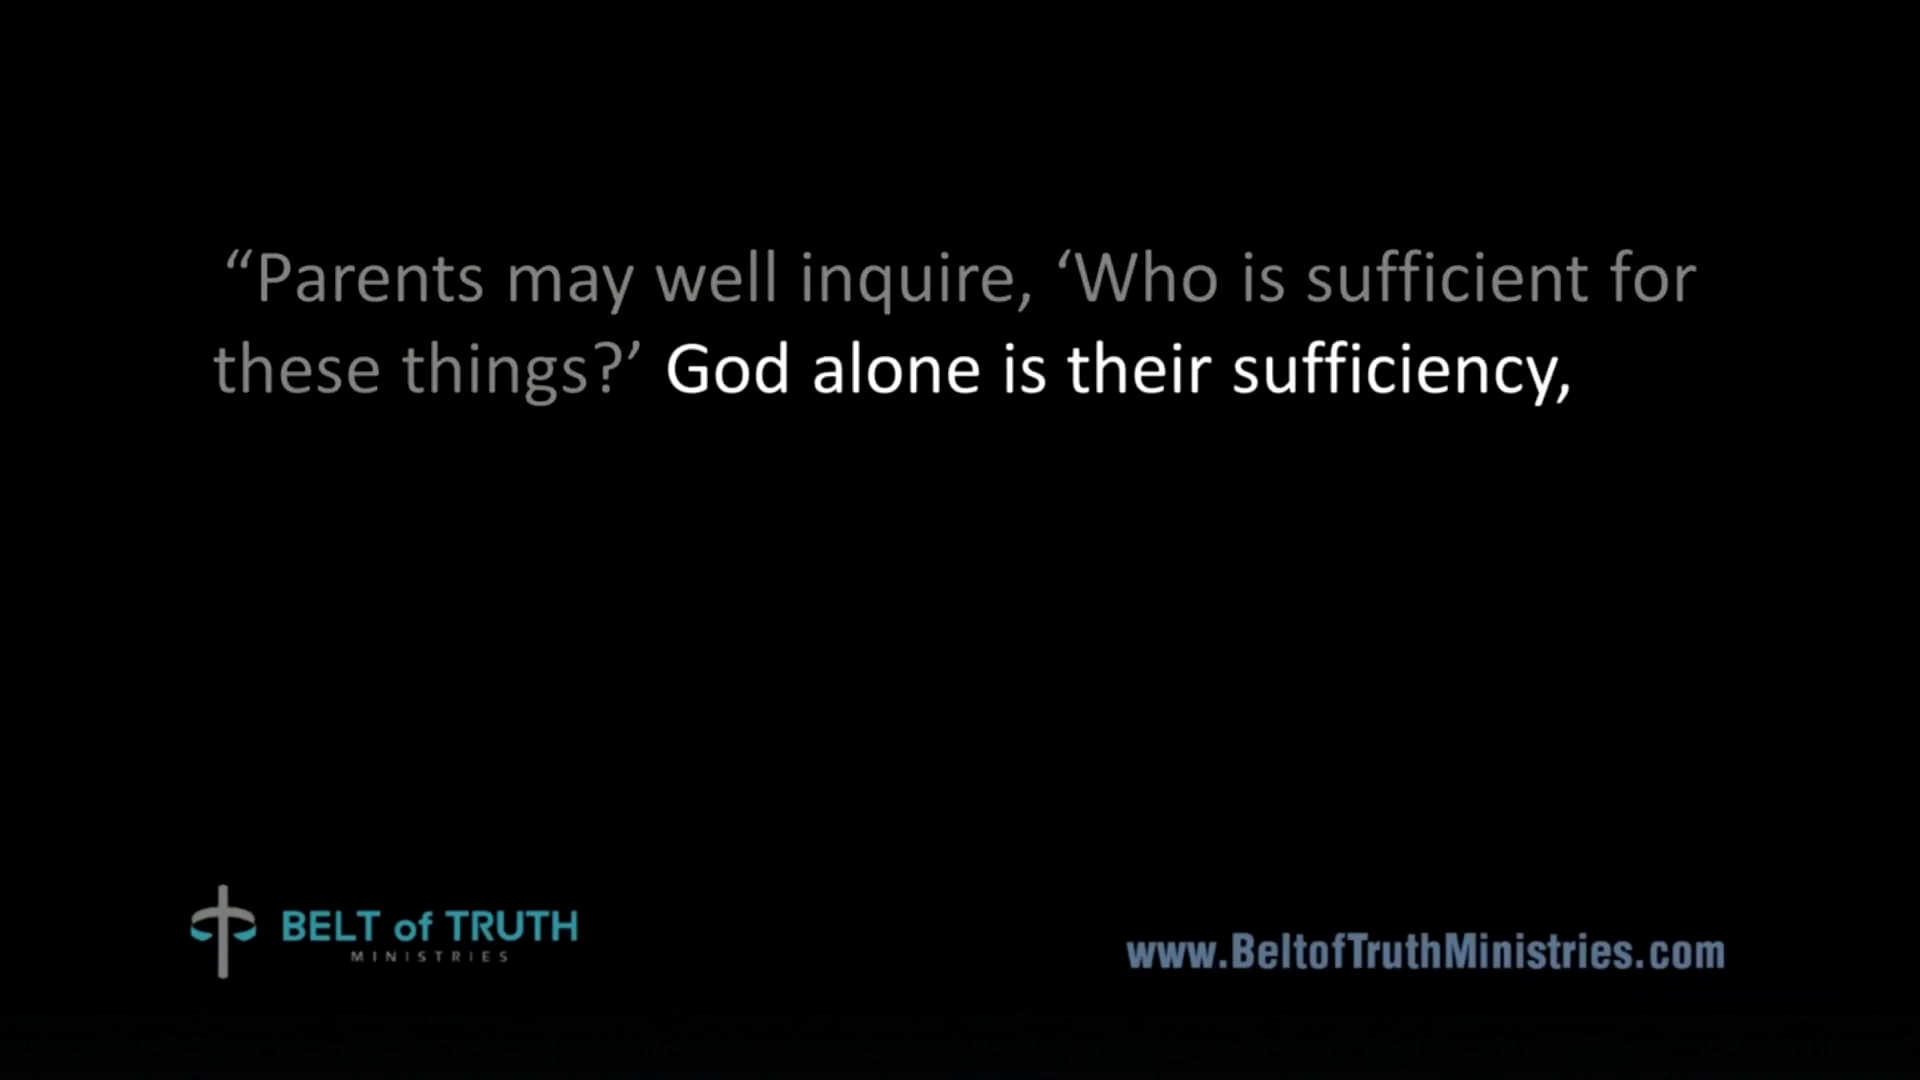 “Parents may well inquire, ‘Who is sufficient for
these things?’ God alone is their sufficiency,
BELT of TRUTH
MINISTRIES
www.BeltofTruthMinistries.com